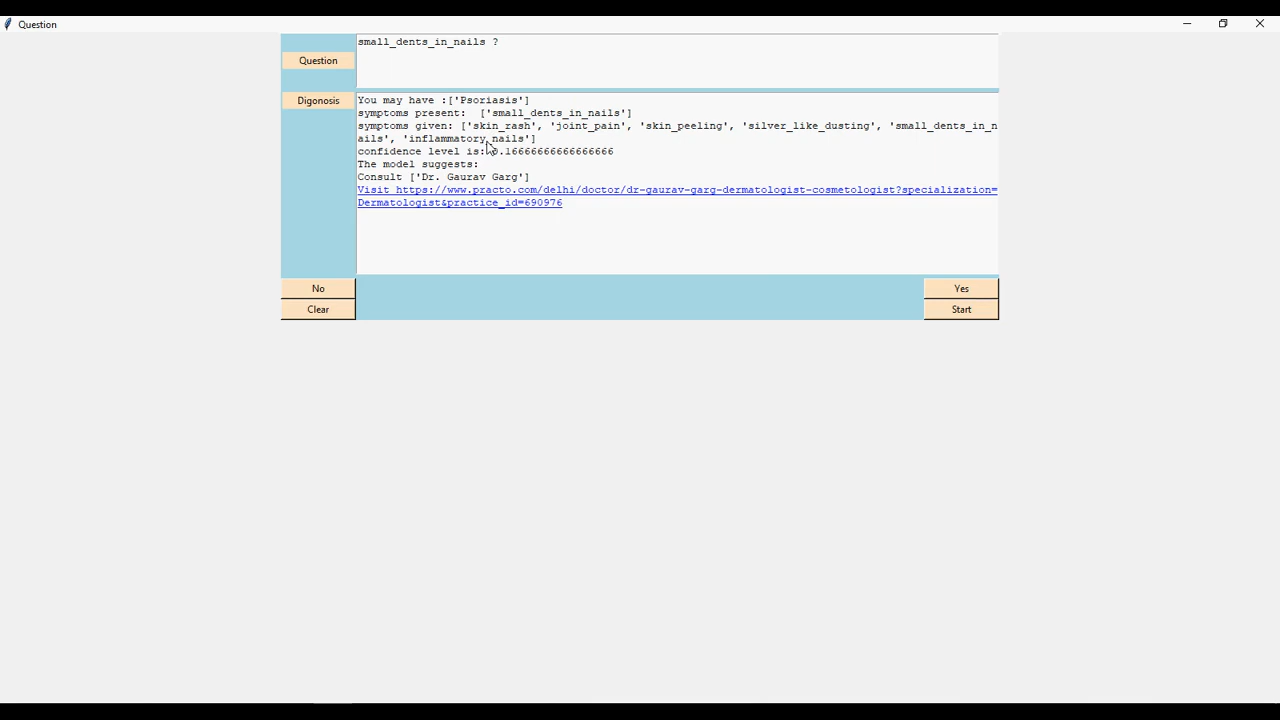 Question
small_dents_in_nails ?
Question
Digonosis
You may have :['Psoriasis']
symptoms present:  ['small_dents_in_nails']
symptoms given: ['skin_rash', 'joint_pain', 'skin_peeling', 'silver_like_dusting', 'small_dents_in_n
ails', 'inflammatory_nails']
confidence level is: 0.16666666666666666
The model suggests:
Consult ['Dr. Gaurav Garg']
Visit https://www.practo.com/delhi/doctor/dr-gaurav-garg-dermatologist-cosmetologist?specialization=
Dermatologist&practice_id=690976
No
Yes
Clear
Start